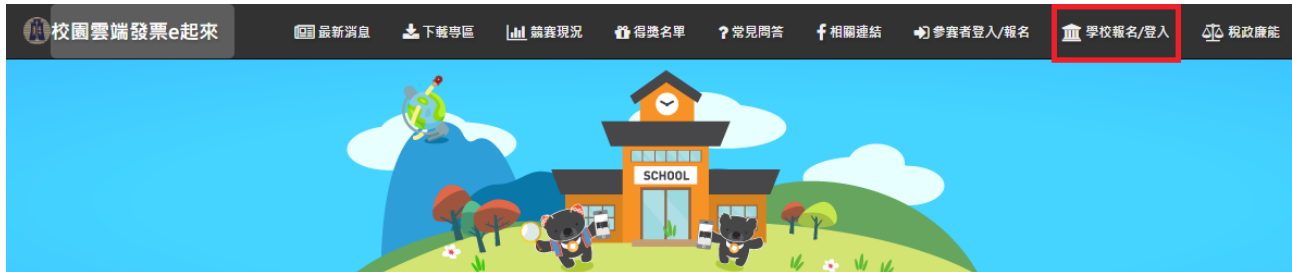 校園雲端發票e起來
最新消息
下載專區
競賽現況
得獎名單
?常見問答
相關連結
參賽者登入/報名
學校報名/登入
稅政廉能
SCHOOL